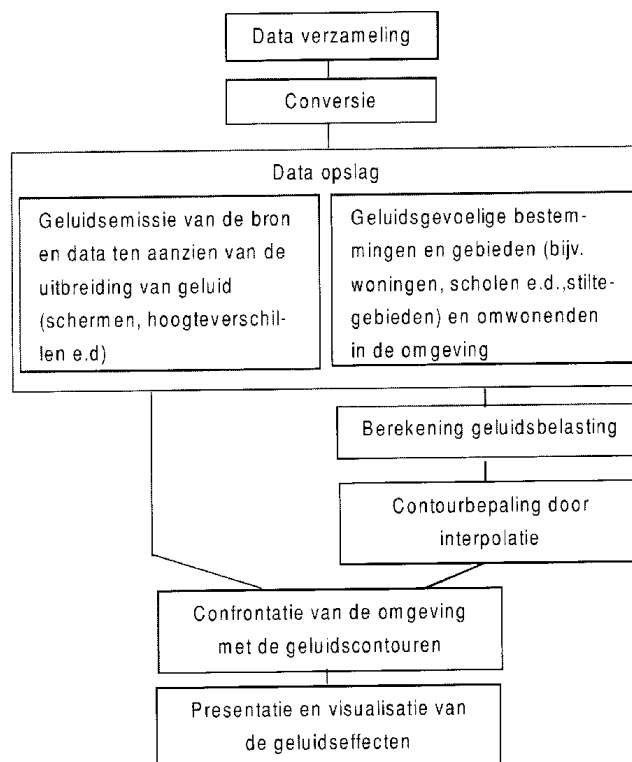 Data verzameling
Conversie
Data opslag
Geluidsemissie van de bron
en data ten aanzien van de
uitbreiding van geluid
(schermen, hoogteverschil-
len e.d)
Geluidsgevoelige bestem-
mingen en gebieden (bijv.
woningen, scholen e.d.,stilte-
gebieden) en omwonenden
in de omgeving
Berekening geluidsbelasting
Contourbepaling door
interpolatie
Confrontatie van de omgeving
met de geluidscontouren
Presentatie en visualisatie van
de geluidseffecten